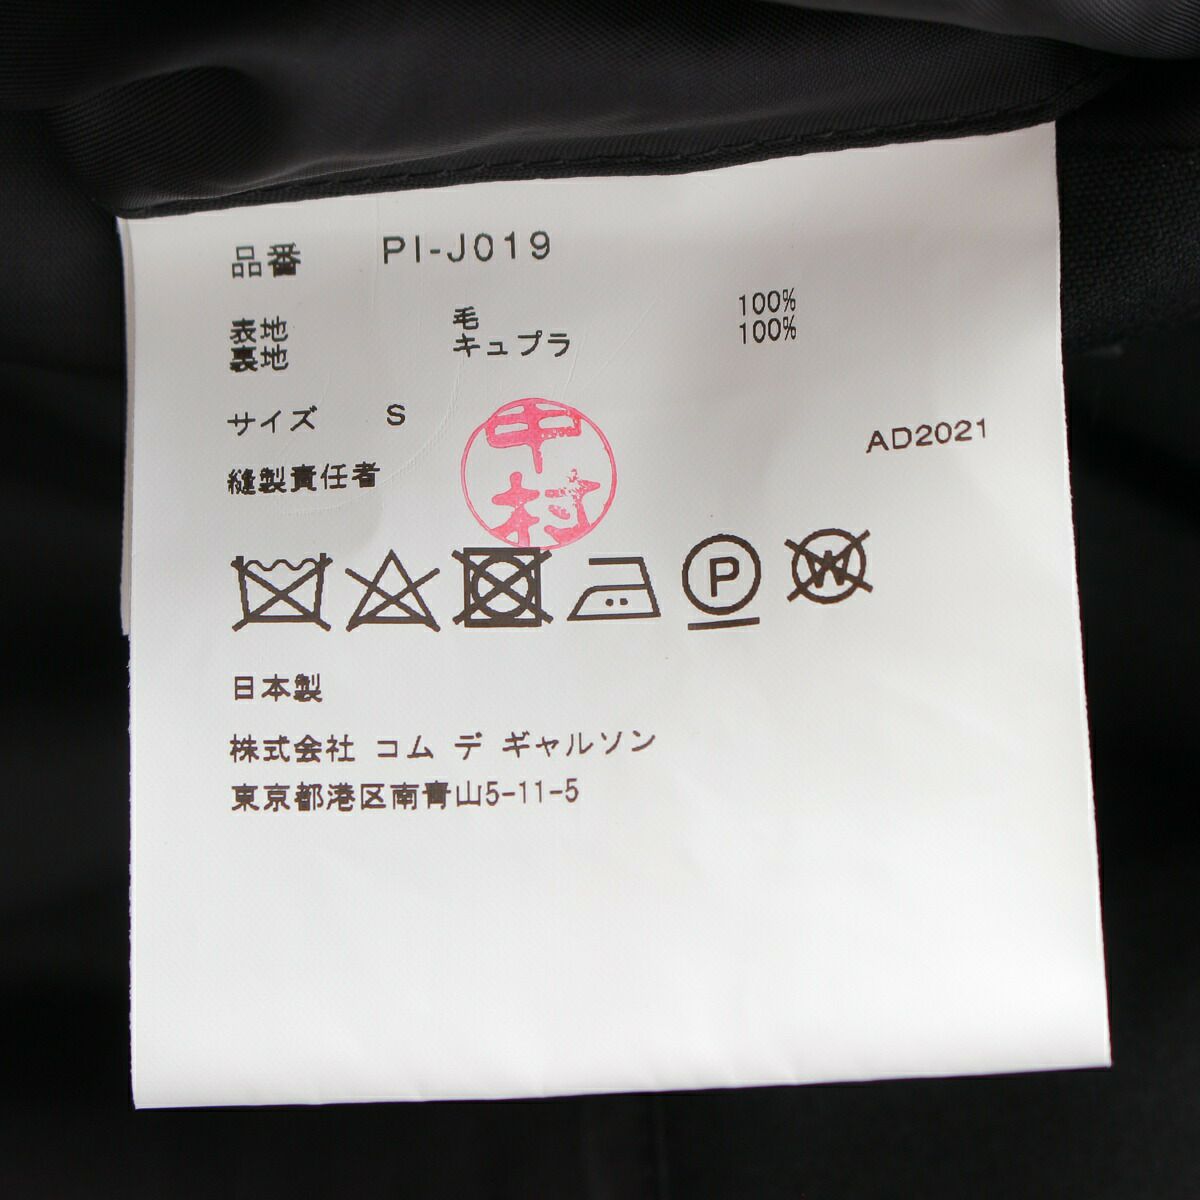 品番 PI-J019
表地 毛 100%
裏地 キュプラ 100%
サイズ S
AD2021
縫製責任者 中村
P W
日本製
株式会社 コム デ ギャルソン
東京都港区南青山5-11-5